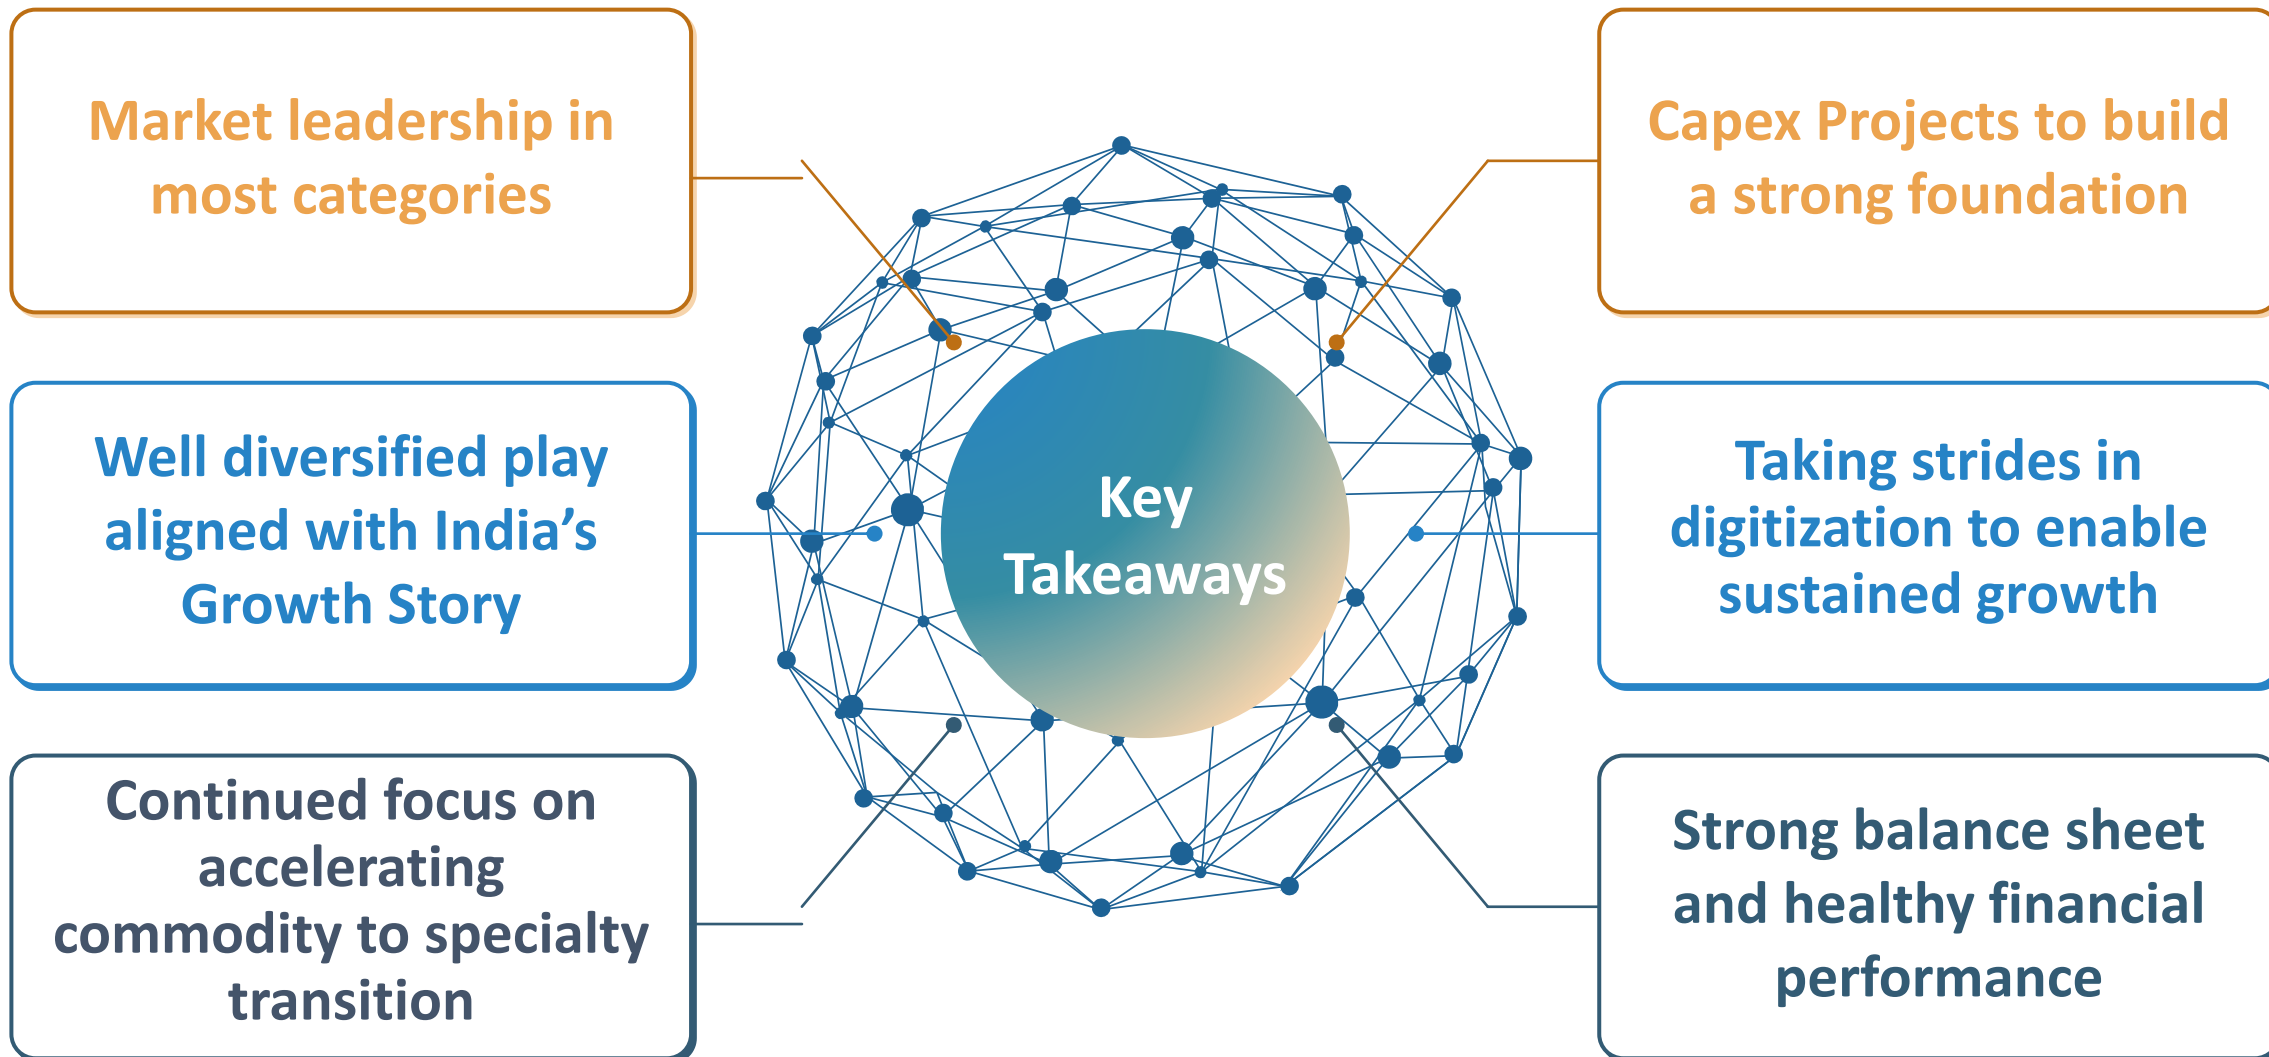 Market leadership in
most categories
Well diversified play
aligned with India’s
Growth Story
Continued focus on
accelerating
commodity to specialty
transition
Key
Takeaways
Capex Projects to build
a strong foundation
Taking strides in
digitization to enable
sustained growth
Strong balance sheet
and healthy financial
performance